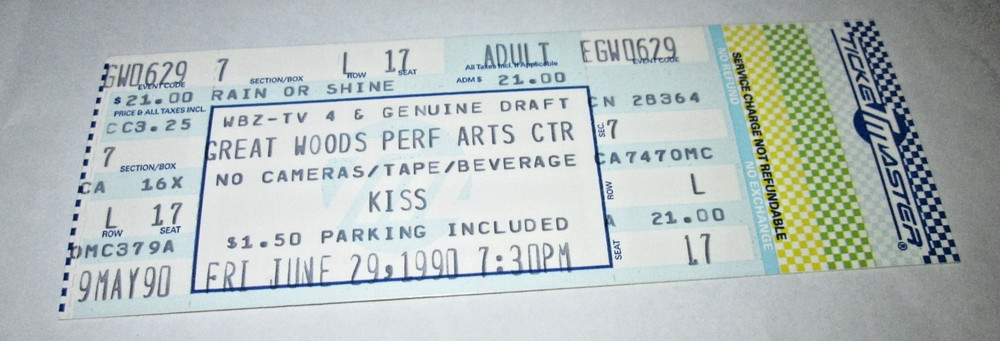 GW0629 7 L 17 ADULT EGW0629
EVENT CODE SECTION/BOX ROW SEAT All Taxes Incl. If Applicable EVENT CODE
$ 21.00 RAIN OR SHINE ADM $ 21.00
PRICE & ALL TAXES INCL.
CC3.25
7
SECTION/BOX
CA 16X
L 17
ROW SEAT
DMC379A
9MAY90
WBZ-TV 4 & GENUINE DRAFT
GREAT WOODS PERF ARTS CTR
NO CAMERAS/TAPE/BEVERAGE
KISS
$1.50 PARKING INCLUDED
FRI JUNE 29,1990 7:30PM
CN 28364
SEC. 7
CA7470MC
ROW L
A 21.00
SEAT 17
NO REFUND
NO EXCHANGE
SERVICE CHARGE NOT REFUNDABLE
TICKETMASTER®